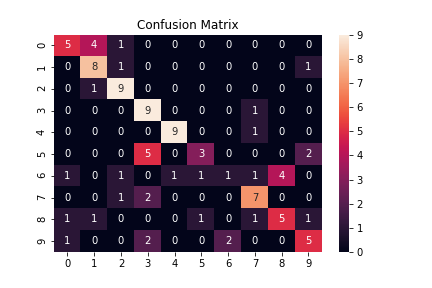 Confusion Matrix
0 5 4 1 0 0 0 0 0 0 0
1 0 8 1 0 0 0 0 0 0 1
2 0 1 9 0 0 0 0 0 0 0
3 0 0 0 9 0 0 0 1 0 0
4 0 0 0 0 9 0 0 1 0 0
5 0 0 0 5 0 3 0 0 0 2
6 1 0 1 0 1 1 1 1 4 0
7 0 0 1 2 0 0 0 7 0 0
8 1 1 0 0 0 1 0 1 5 1
9 1 0 0 2 0 0 2 0 0 5
0 1 2 3 4 5 6 7 8 9
9
8
7
6
5
4
3
2
1
0